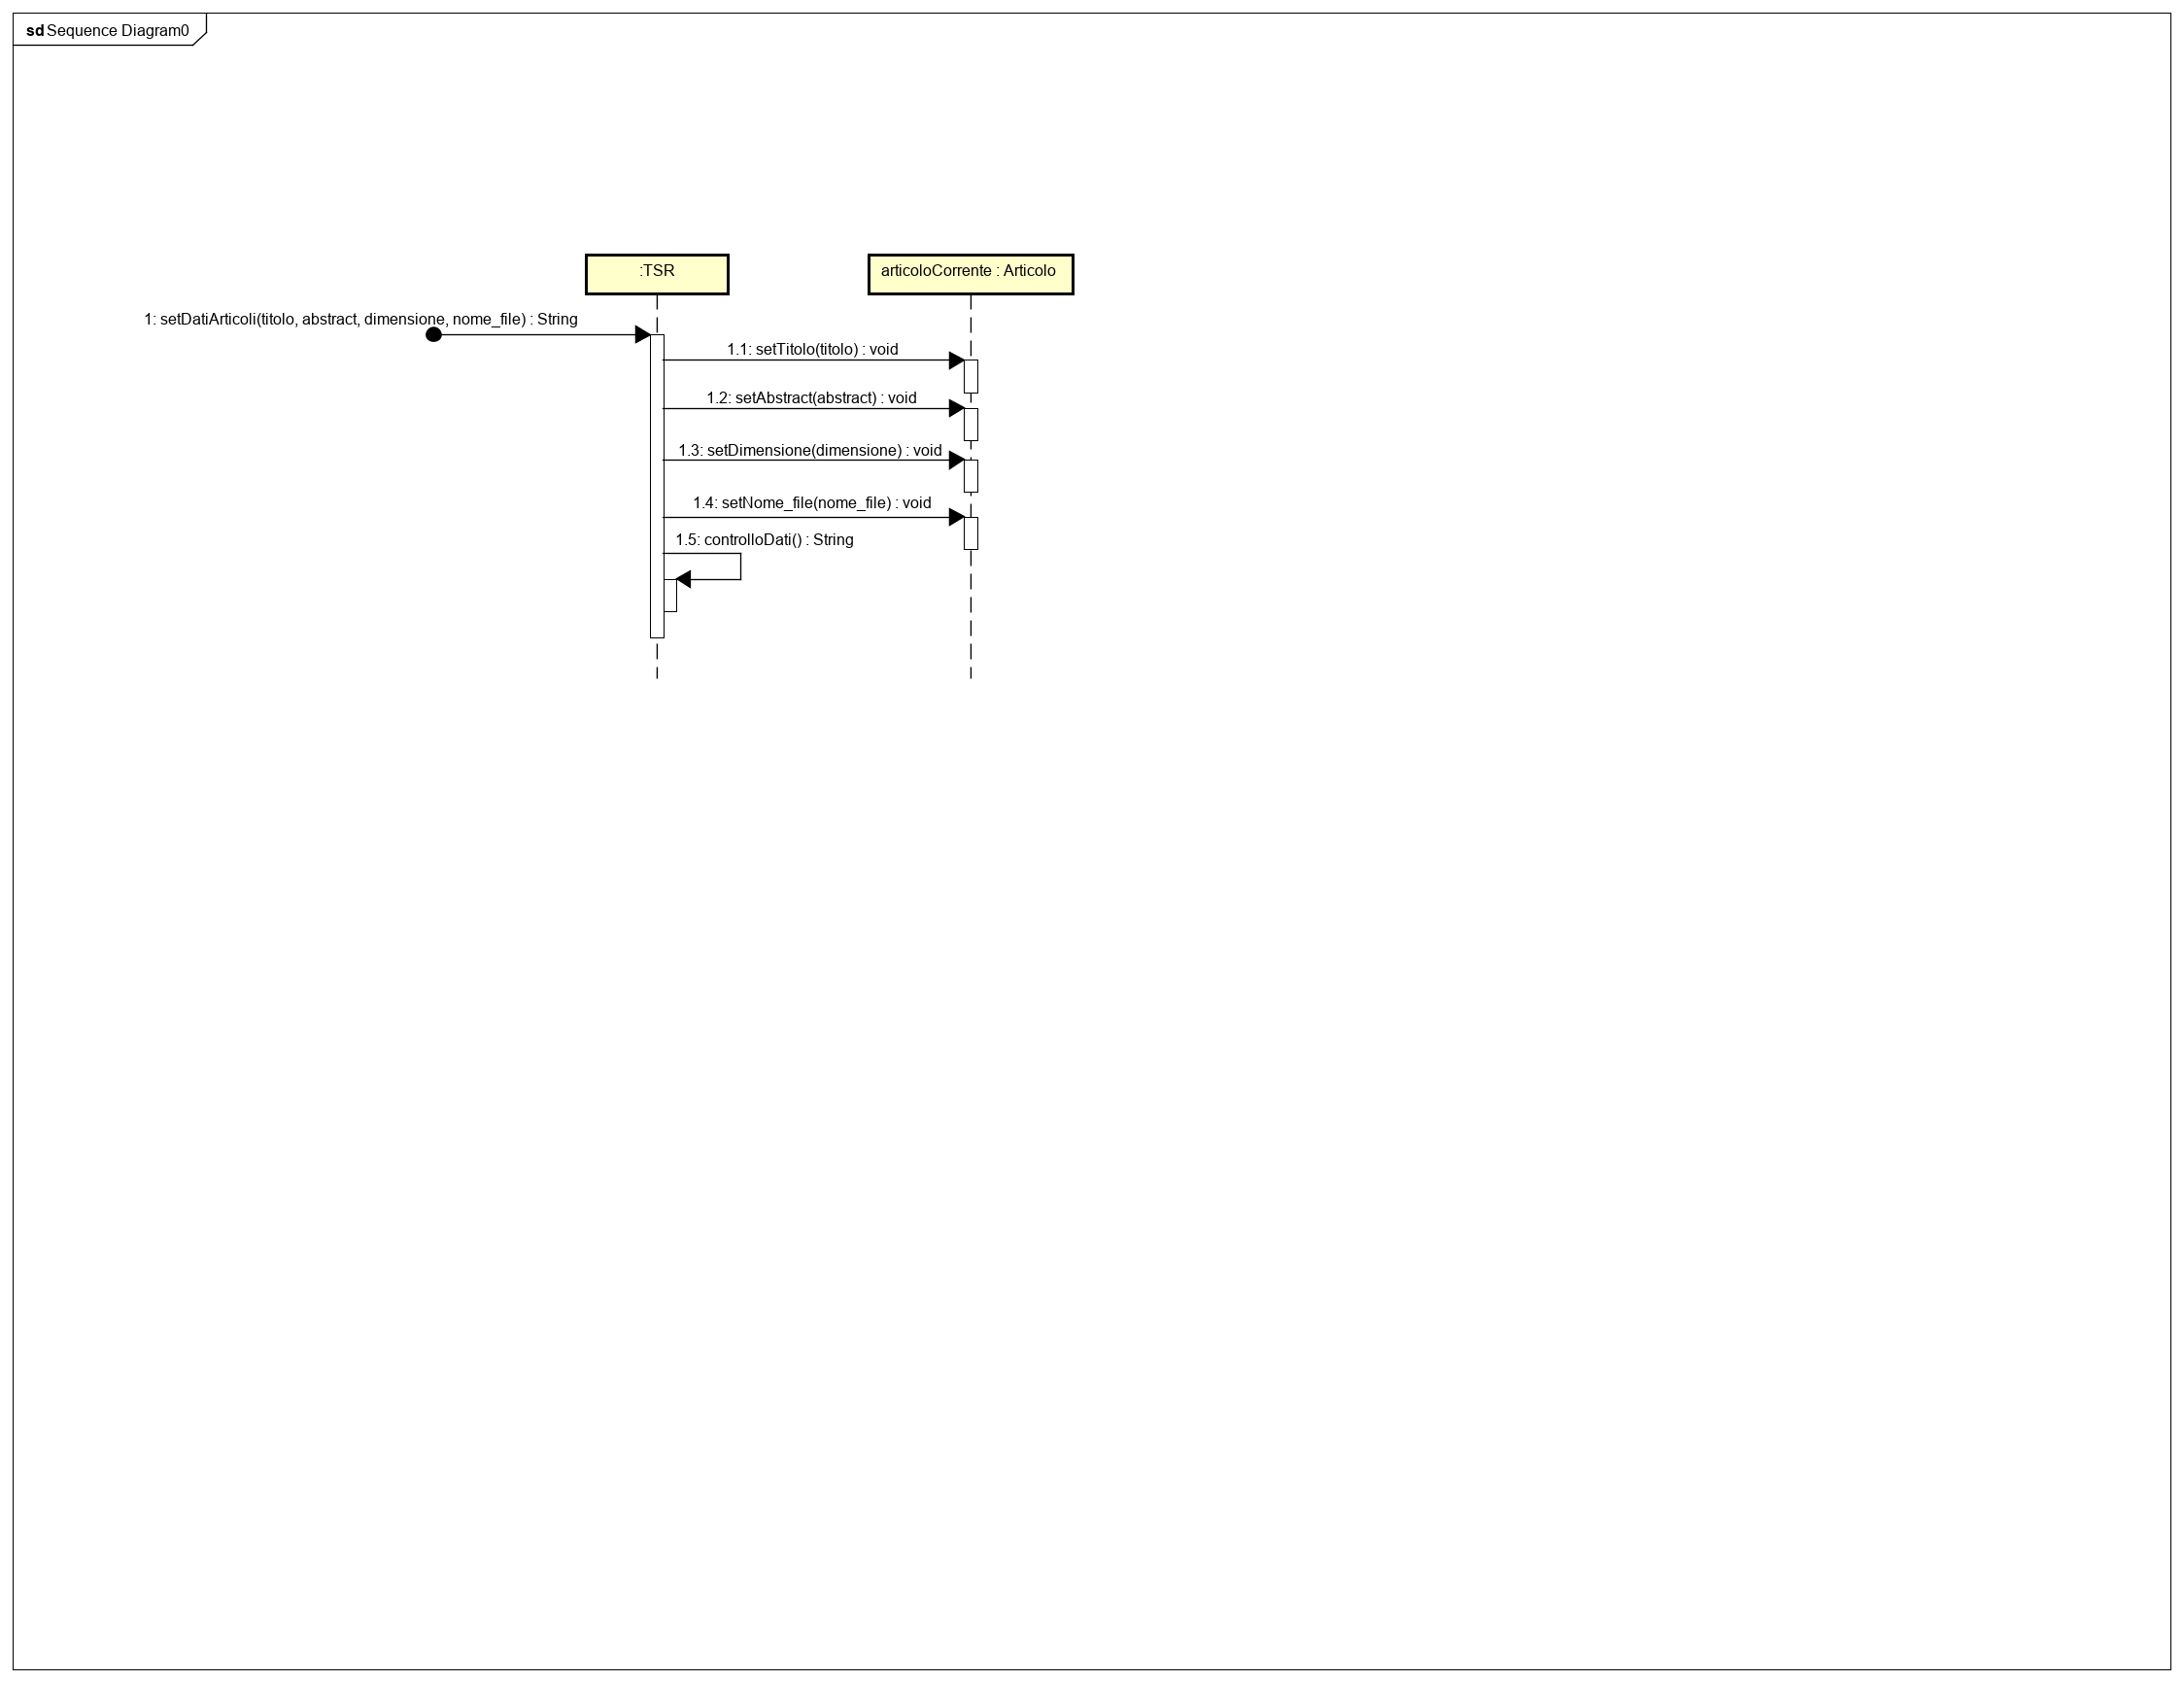 sd Sequence Diagram0
:TSR
articoloCorrente : Articolo
1: setDatiArticoli(titolo, abstract, dimensione, nome_file) : String
1.1: setTitolo(titolo) : void
1.2: setAbstract(abstract) : void
1.3: setDimensione(dimensione) : void
1.4: setNome_file(nome_file) : void
1.5: controlloDati() : String